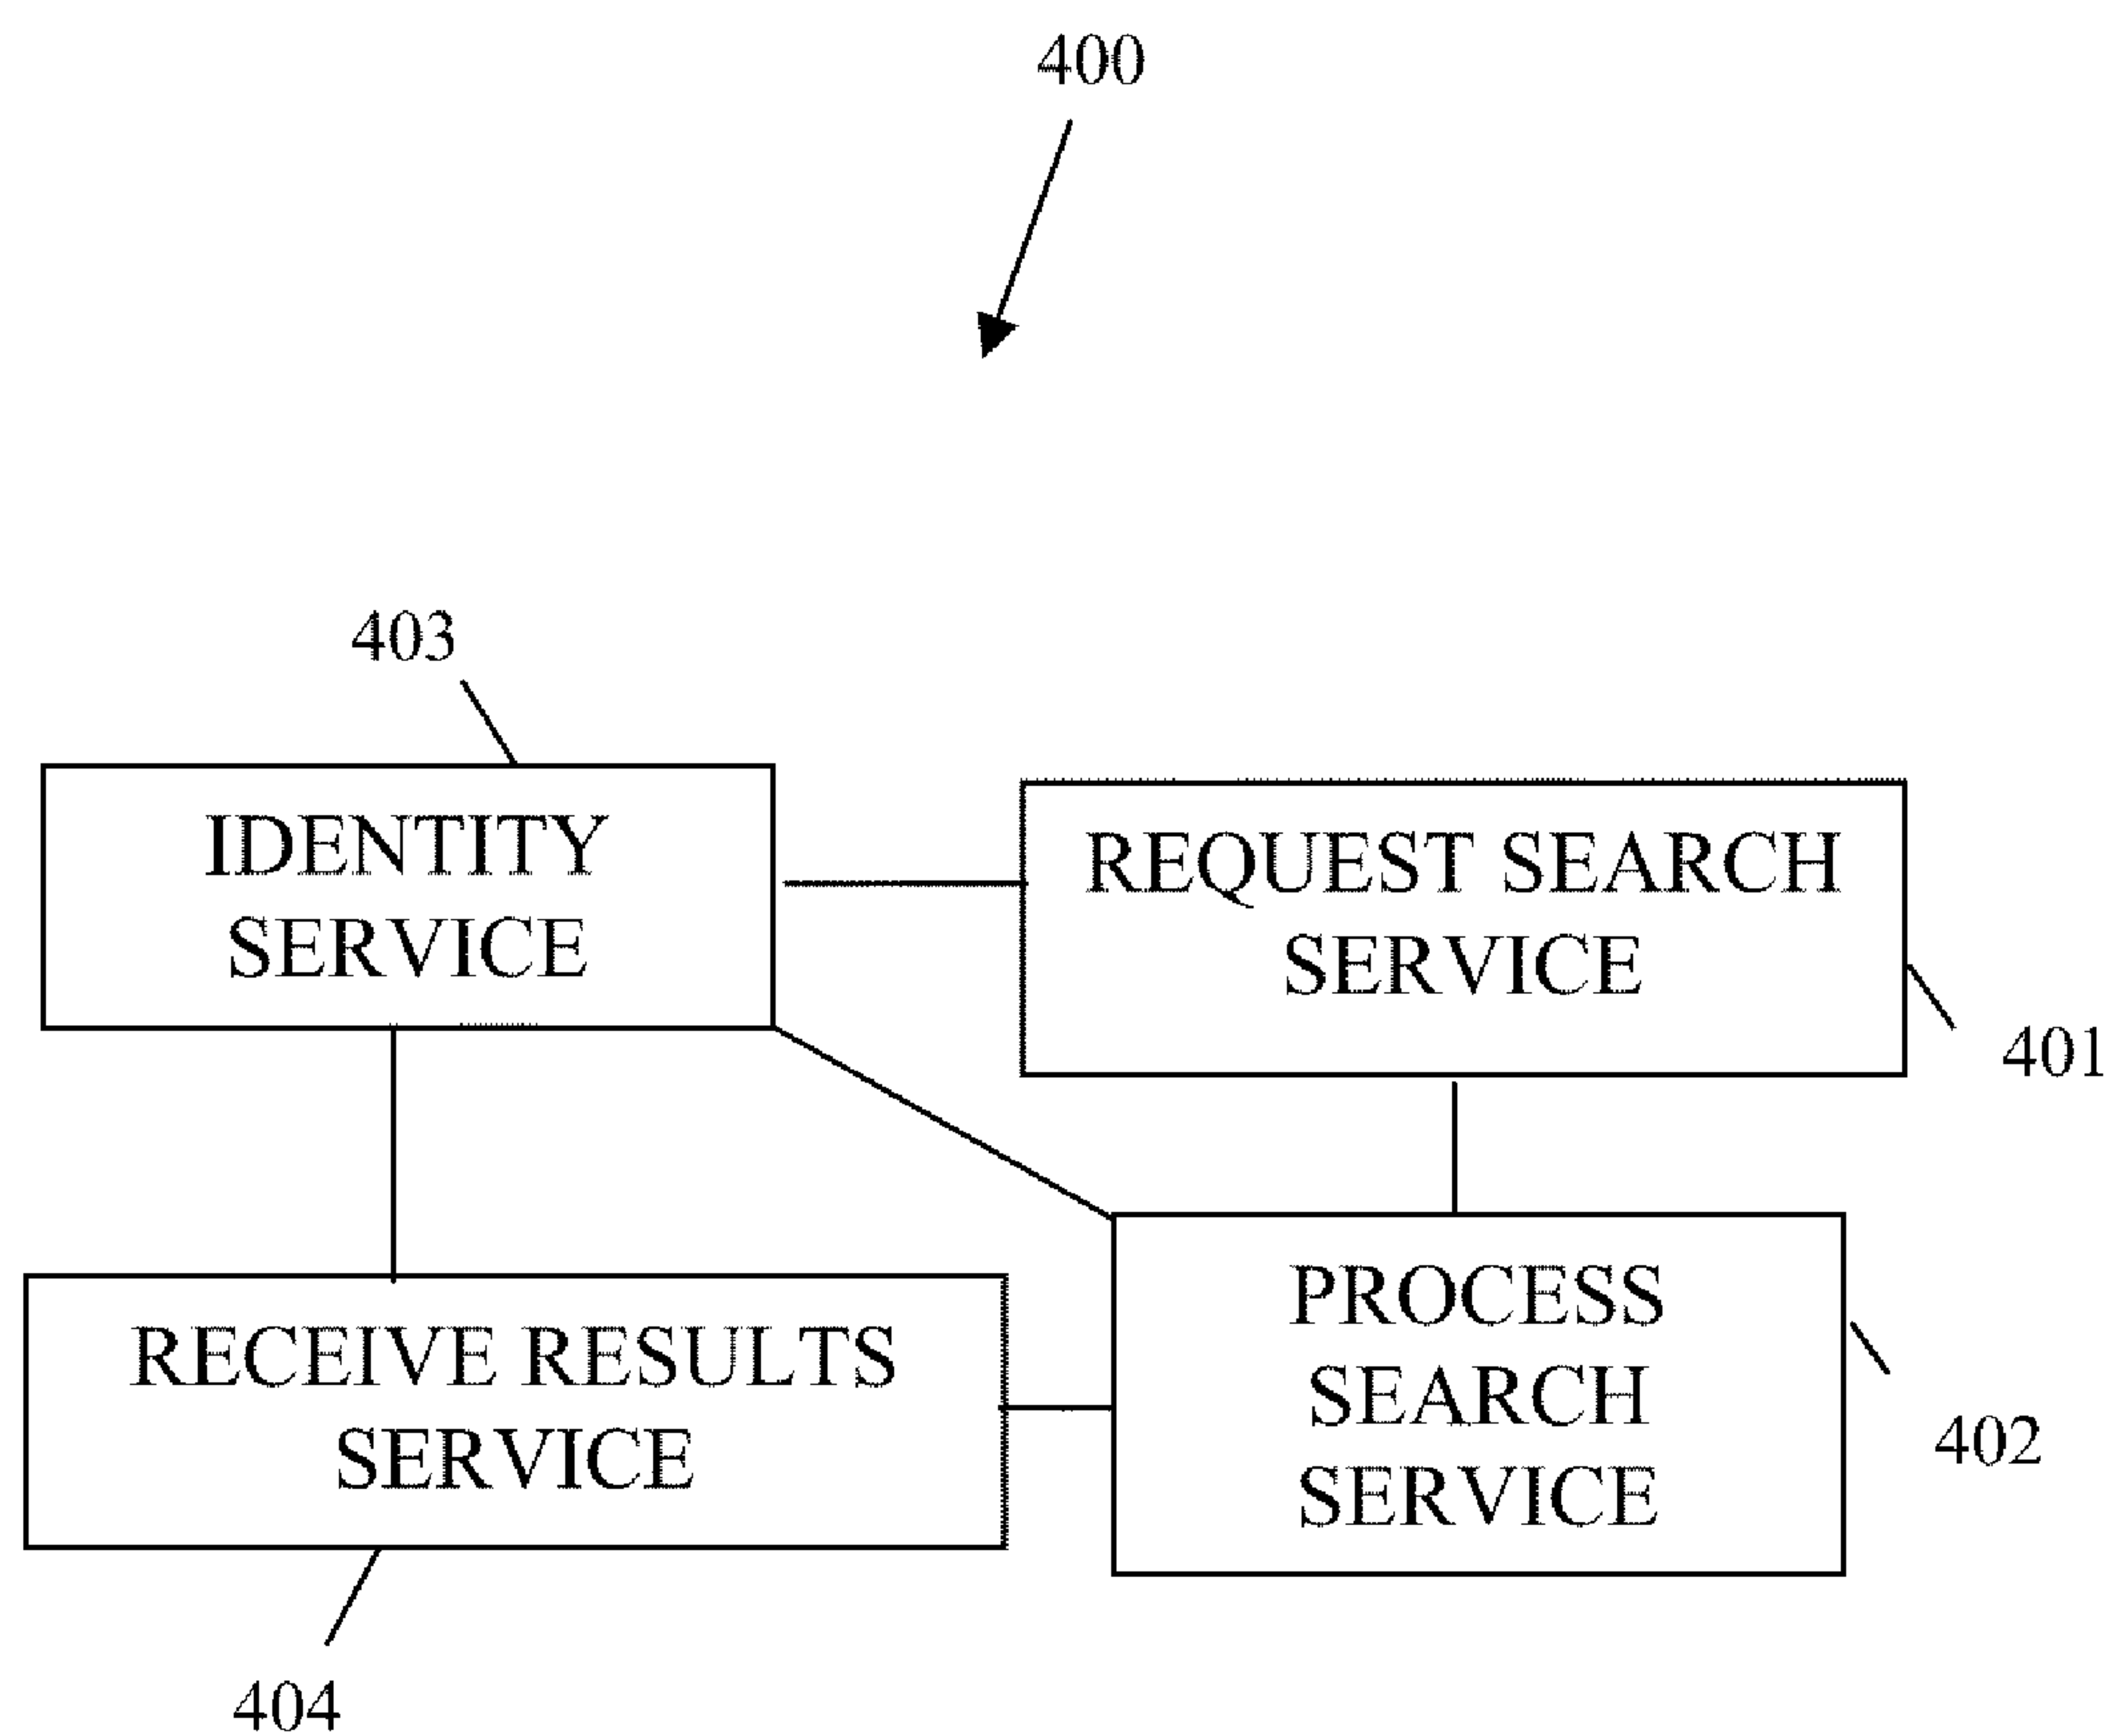 400
403
IDENTITY
SERVICE
REQUEST SEARCH
SERVICE
401
RECEIVE RESULTS
SERVICE
PROCESS
SEARCH
SERVICE
402
404